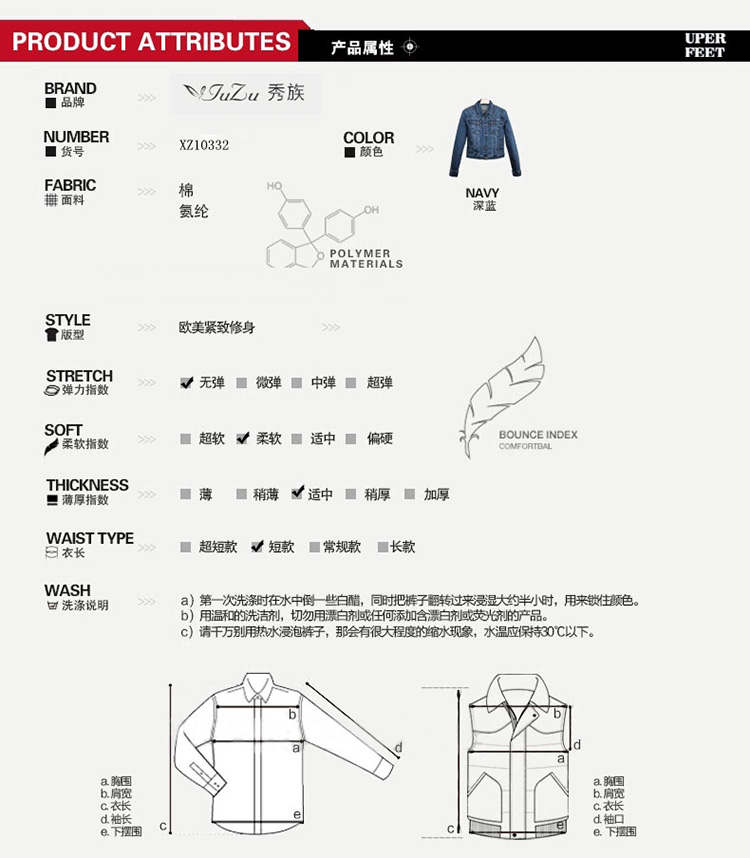 PRODUCT ATTRIBUTES 产品属性 UPER
FEET
BRAND
品牌 >>> JuZu 秀族
NUMBER
货号 >>> XZ10332
COLOR
颜色 >>>
NAVY
深蓝
FABRIC
面料 >>> 棉
氨纶
HO
OH
O
POLYMER
MATERIALS
STYLE
版型 >>> 欧美紧致修身 >>>
STRETCH
弹力指数 >>> 无弹 微弹 中弹 超弹
SOFT
柔软指数 >>> 超软 柔软 适中 偏硬
BOUNCE INDEX
COMFORTBAL
THICKNESS
薄厚指数 >>> 薄 稍薄 适中 稍厚 加厚
WAIST TYPE
衣长 >>> 超短款 短款 常规款 长款
WASH
洗涤说明 >>> a）第一次洗涤时在水中倒一些白醋，同时把裤子翻转过来浸湿大约半小时，用来锁住颜色。
b）用温和的洗洁剂，切勿用漂白剂或任何添加含漂白剂或荧光剂的产品。
c）请千万别用热水浸泡裤子，那会有很大程度的缩水现象，水温应保持30℃以下。
b
a
d
c
e
a.胸围
b.肩宽
c.衣长
d.袖长
e.下摆围
b
d
a
c
e
a.胸围
b.肩宽
c.衣长
d.袖口
e.下摆围